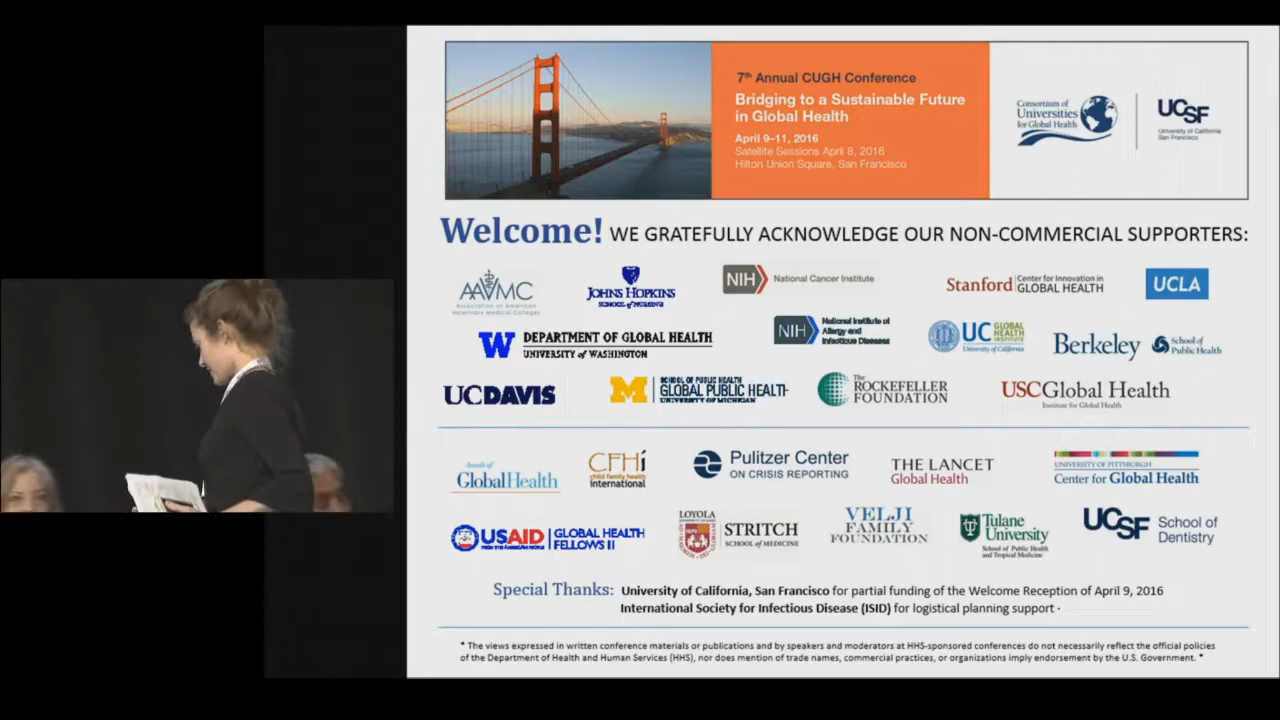 7th Annual CUGH Conference
Bridging to a Sustainable Future
in Global Health
April 9–11, 2016
Satellite Sessions April 8, 2016
Hilton Union Square, San Francisco
Consortium of
Universities
for Global Health
UCSF
University of California
San Francisco
Welcome! WE GRATEFULLY ACKNOWLEDGE OUR NON-COMMERCIAL SUPPORTERS:
AAVMC
Association of American
Veterinary Medical Colleges
JOHNS HOPKINS
SCHOOL of NURSING
NIH National Cancer Institute
Stanford Center for Innovation in
GLOBAL HEALTH
UCLA
W DEPARTMENT OF GLOBAL HEALTH
UNIVERSITY of WASHINGTON
NIH National Institute of
Allergy and
Infectious Diseases
UC GLOBAL
HEALTH
INSTITUTE
University of California
Berkeley School of
Public Health
UCDAVIS
M SCHOOL OF PUBLIC HEALTH
GLOBAL PUBLIC HEALTH
UNIVERSITY OF MICHIGAN
The
ROCKEFELLER
FOUNDATION
USC Global Health
Institute for Global Health
Annals of
Global Health
CFHi
child family health
international
Pulitzer Center
ON CRISIS REPORTING
THE LANCET
Global Health
UNIVERSITY OF PITTSBURGH
Center for Global Health
USAID GLOBAL HEALTH
FROM THE AMERICAN PEOPLE FELLOWS II
LOYOLA
STRITCH
SCHOOL of MEDICINE
VELJI
FAMILY
FOUNDATION
Tulane
University
School of Public Health
and Tropical Medicine
UCSF School of
Dentistry
Special Thanks: University of California, San Francisco for partial funding of the Welcome Reception of April 9, 2016
International Society for Infectious Disease (ISID) for logistical planning support ·
* The views expressed in written conference materials or publications and by speakers and moderators at HHS-sponsored conferences do not necessarily reflect the official policies
of the Department of Health and Human Services (HHS), nor does mention of trade names, commercial practices, or organizations imply endorsement by the U.S. Government. *